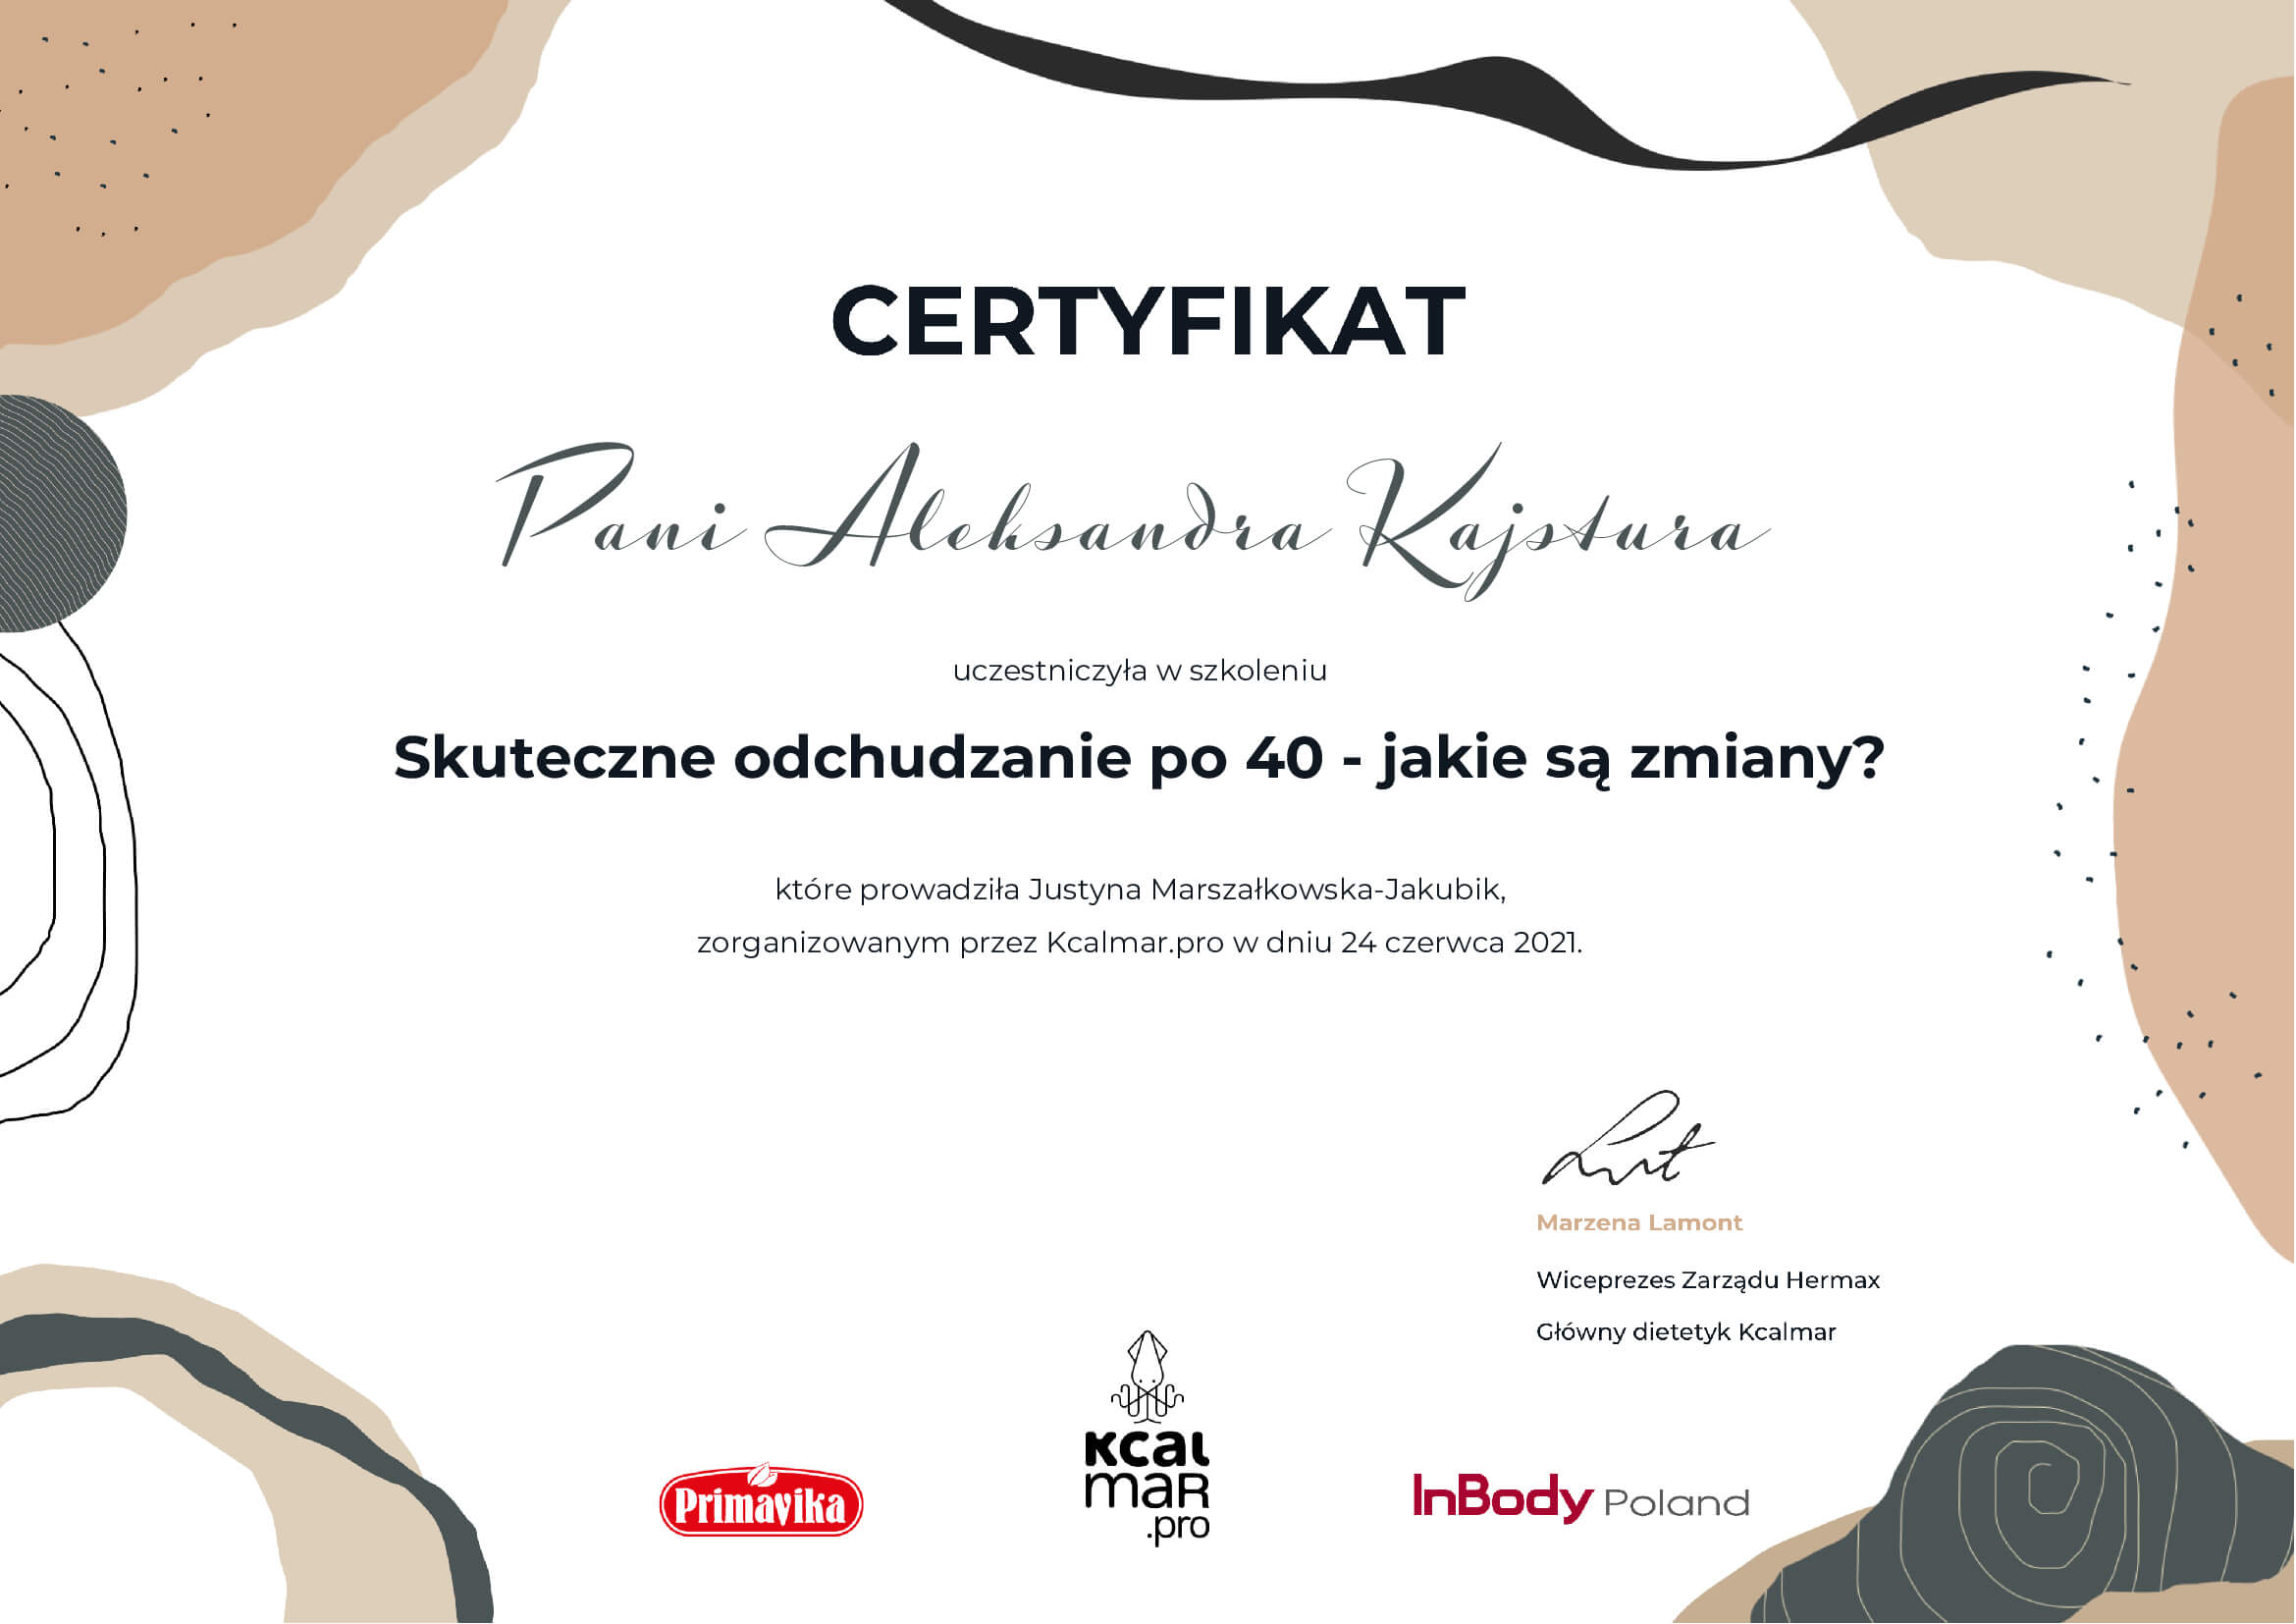 CERTYFIKAT
Pani Aleksandra Kajstura
uczestniczyła w szkoleniu
Skuteczne odchudzanie po 40 - jakie są zmiany?
które prowadziła Justyna Marszałkowska-Jakubik,
zorganizowanym przez Kcalmar.pro w dniu 24 czerwca 2021.
Marzena Lamont
Wiceprezes Zarządu Hermax
Główny dietetyk Kcalmar
Primavika
Kcal
maR
.pro
InBody Poland